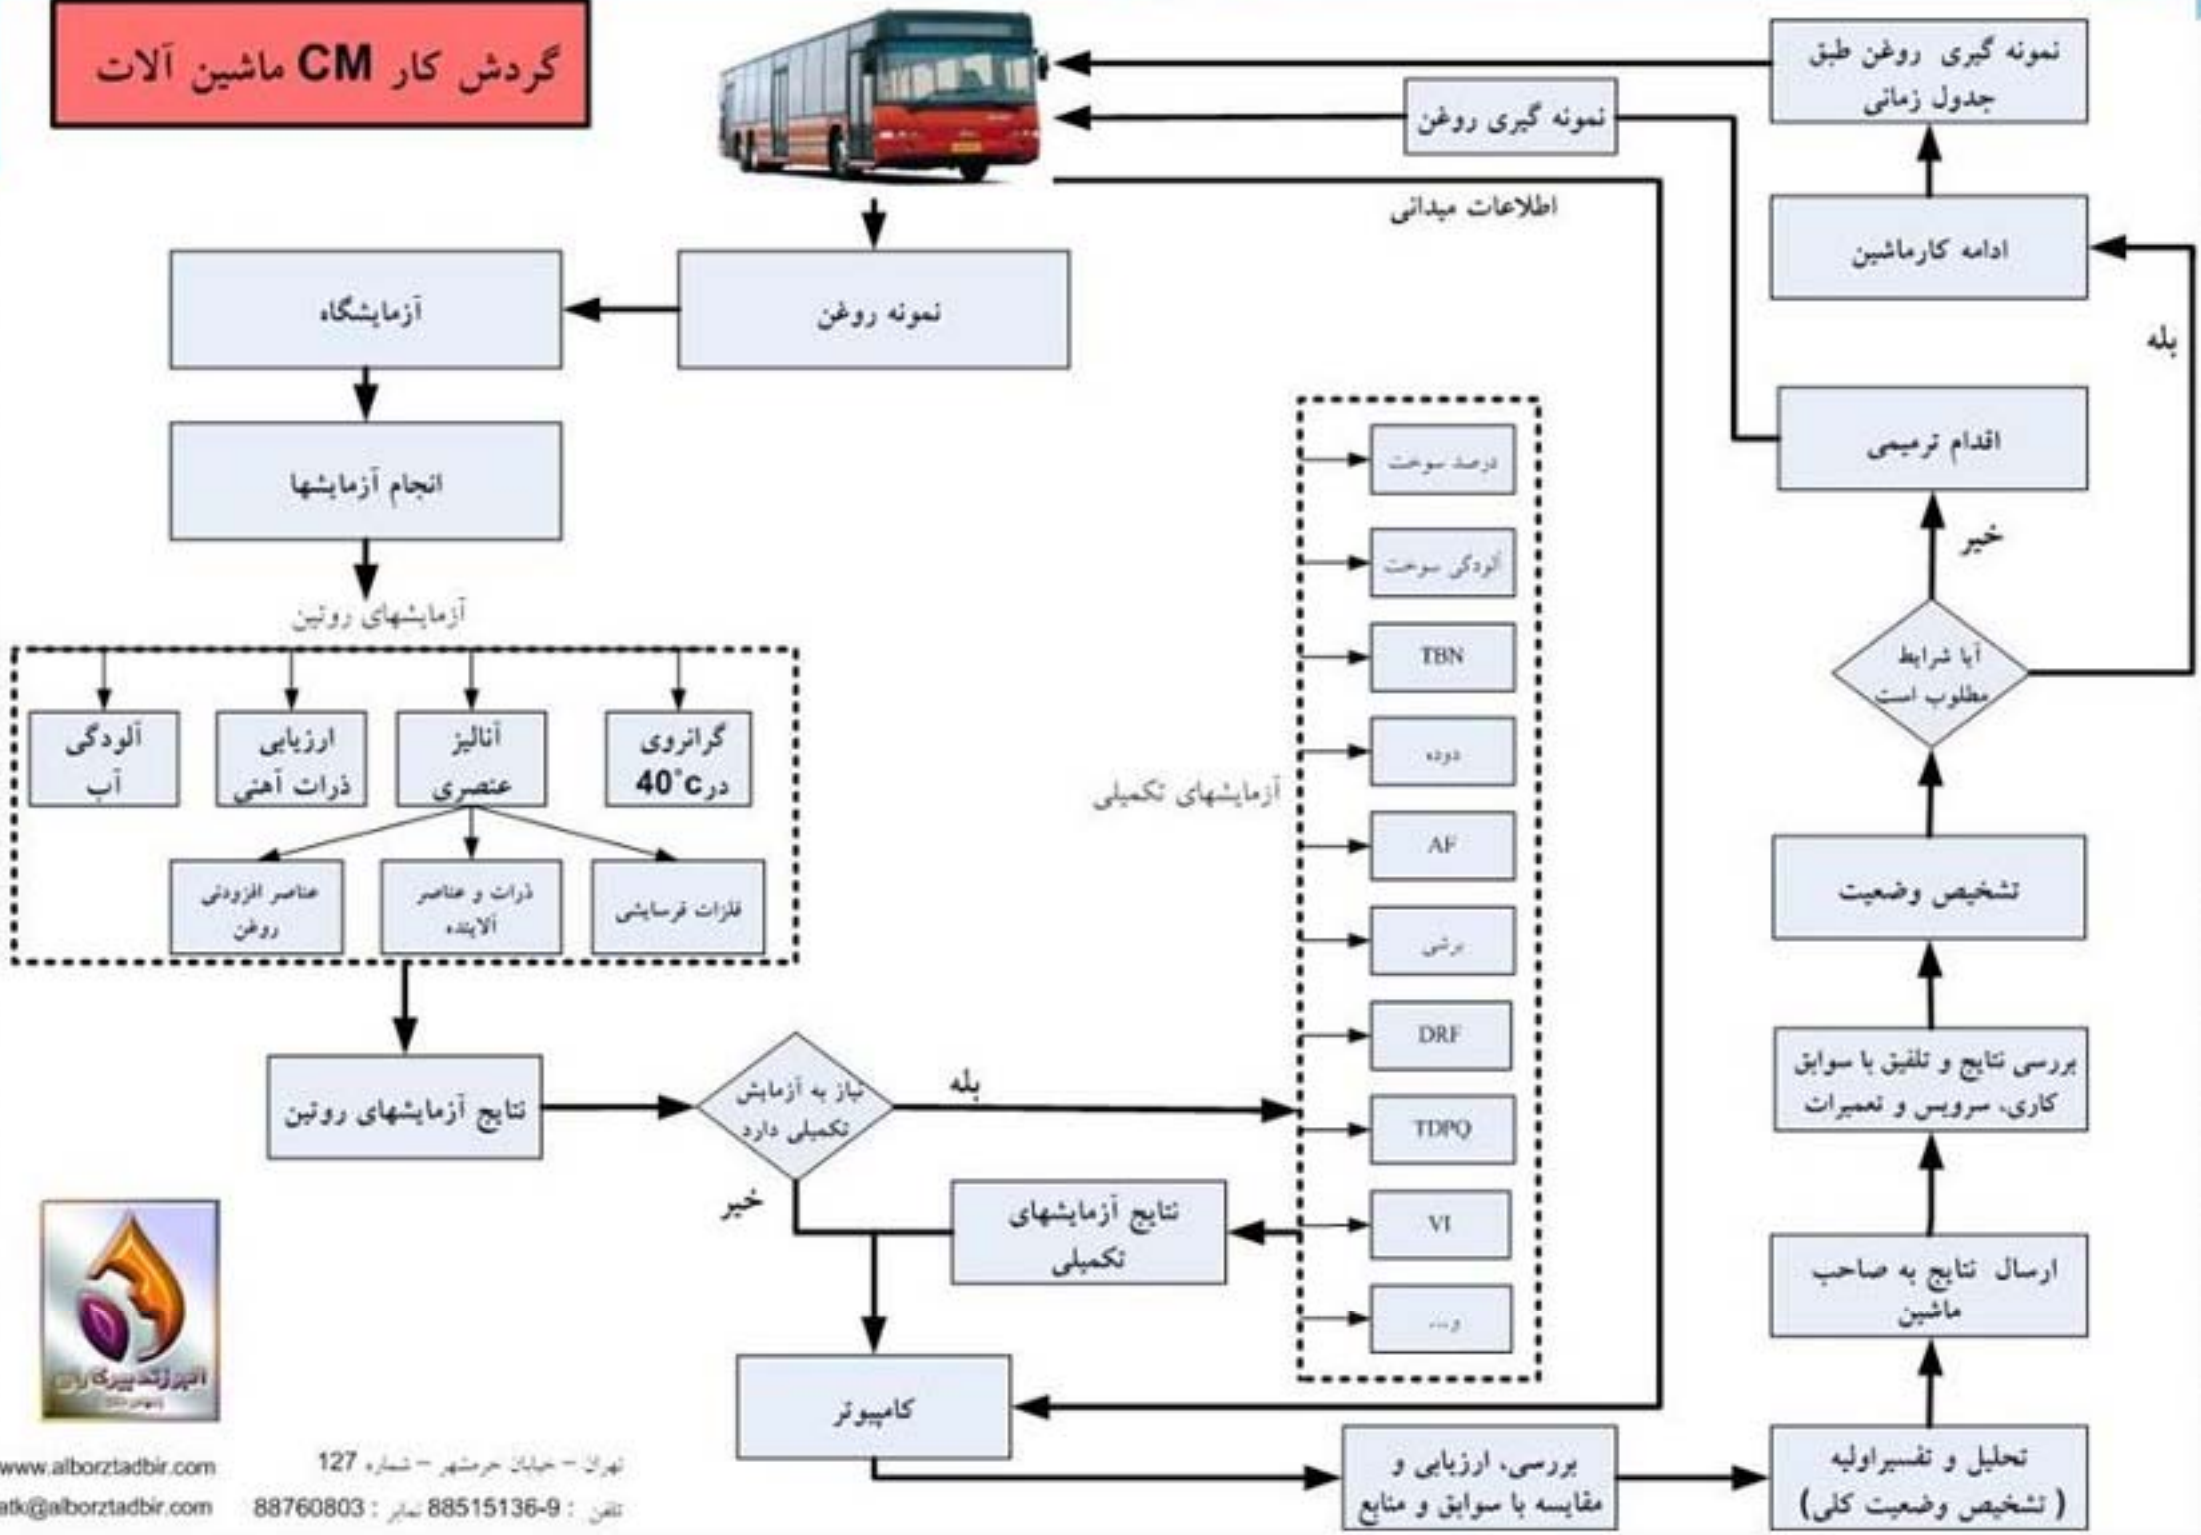 گردش کار CM ماشین آلات
نمونه گیری روغن طبق
جدول زمانی
نمونه گیری روغن
اطلاعات میدانی
ادامه کارماشین
بله
نمونه روغن
آزمایشگاه
اقدام ترمیمی
خیر
انجام آزمایشها
آزمایشهای روتین
آلودگی
آب
ارزیابی
ذرات آهنی
آنالیز
عنصری
گرانروی
در40°c
عناصر افزودنی
روغن
ذرات و عناصر
آلاینده
فلزات فرسایشی
آیا شرایط
مطلوب است
آزمایشهای تکمیلی
درصد سوخت
آلودگی سوخت
TBN
دوده
AF
برشی
DRF
TDPQ
VI
و...
تشخیص وضعیت
بررسی نتایج و تلفیق با سوابق
کاری، سرویس و تعمیرات
نتایج آزمایشهای روتین
نیاز به آزمایش
تکمیلی دارد
بله
خیر
نتایج آزمایشهای
تکمیلی
ارسال نتایج به صاحب
ماشین
کامپیوتر
بررسی، ارزیابی و
مقایسه با سوابق و منابع
تحلیل و تفسیراولیه
( تشخیص وضعیت کلی)
www.alborztadbir.com
atk@alborztadbir.com
تهران – خیابان خرمشهر – شماره 127
تلفن : 9-88515136 نمابر : 88760803